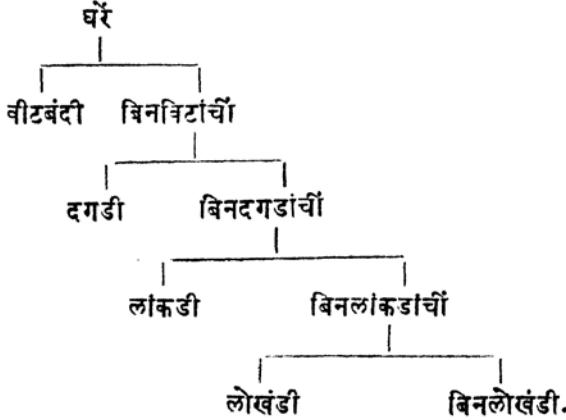 घरें
वीटबंदी बिनविटांचीं
दगडी बिनदगडांचीं
लांकडी बिनलांकडांचीं
लोखंडी बिनलोखंडी.